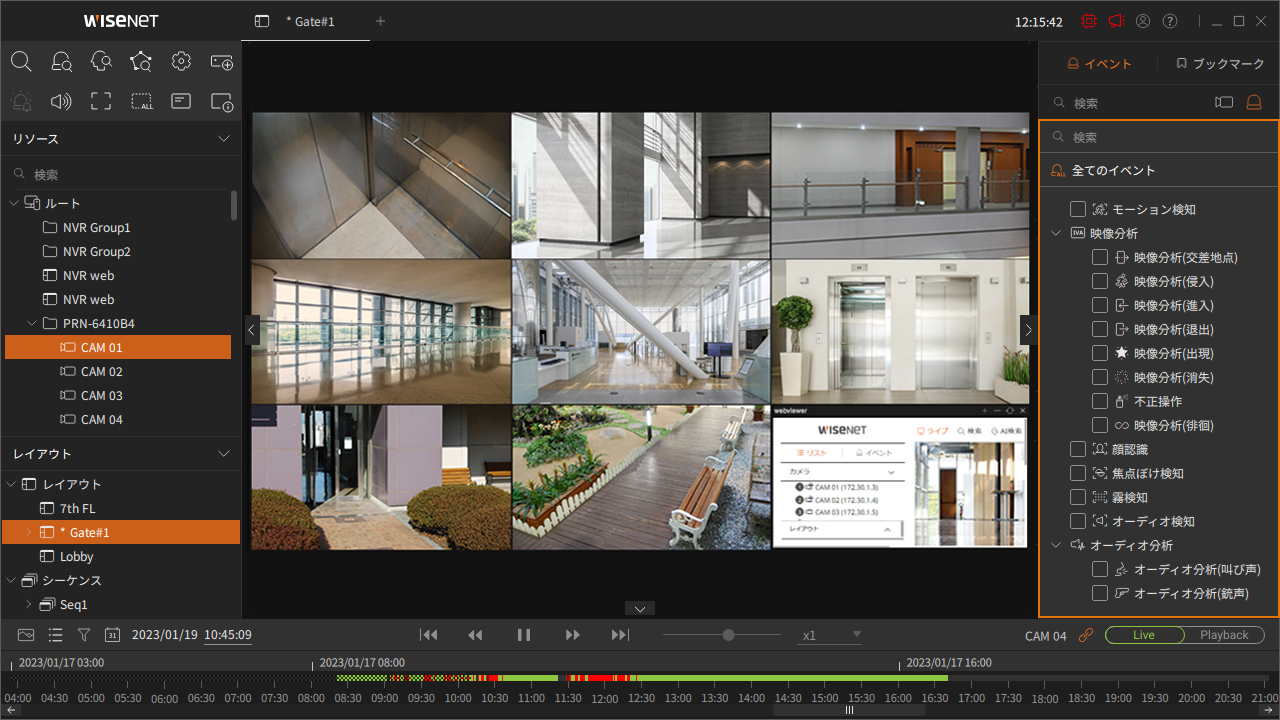 WISENET
* Gate#1
12:15:42
リソース
検索
ルート
NVR Group1
NVR Group2
NVR web
NVR web
PRN-6410B4
CAM 01
CAM 02
CAM 03
CAM 04
レイアウト
レイアウト
7th FL
* Gate#1
Lobby
シーケンス
Seq1
webviewer
WISENET
ライブ 検索 AI検索
リスト イベント
カメラ
1 CAM 01 (172.30.1.3)
2 CAM 02 (172.30.1.4)
3 CAM 03 (172.30.1.5)
レイアウト
イベント ブックマーク
検索
検索
全てのイベント
モーション検知
映像分析
映像分析(交差地点)
映像分析(侵入)
映像分析(進入)
映像分析(退出)
映像分析(出現)
映像分析(消失)
不正操作
映像分析(徘徊)
顔認識
焦点ぼけ検知
霧検知
オーディオ検知
オーディオ分析
オーディオ分析(叫び声)
オーディオ分析(銃声)
31 2023/01/19 10:45:09 x1 CAM 04 Live Playback
2023/01/17 03:00 2023/01/17 08:00 2023/01/17 16:00
04:00 04:30 05:00 05:30 06:00 06:30 07:00 07:30 08:00 08:30 09:00 09:30 10:00 10:30 11:00 11:30 12:00 12:30 13:00 13:30 14:00 14:30 15:00 15:30 16:00 16:30 17:00 17:30 18:00 18:30 19:00 19:30 20:00 20:30 21:00